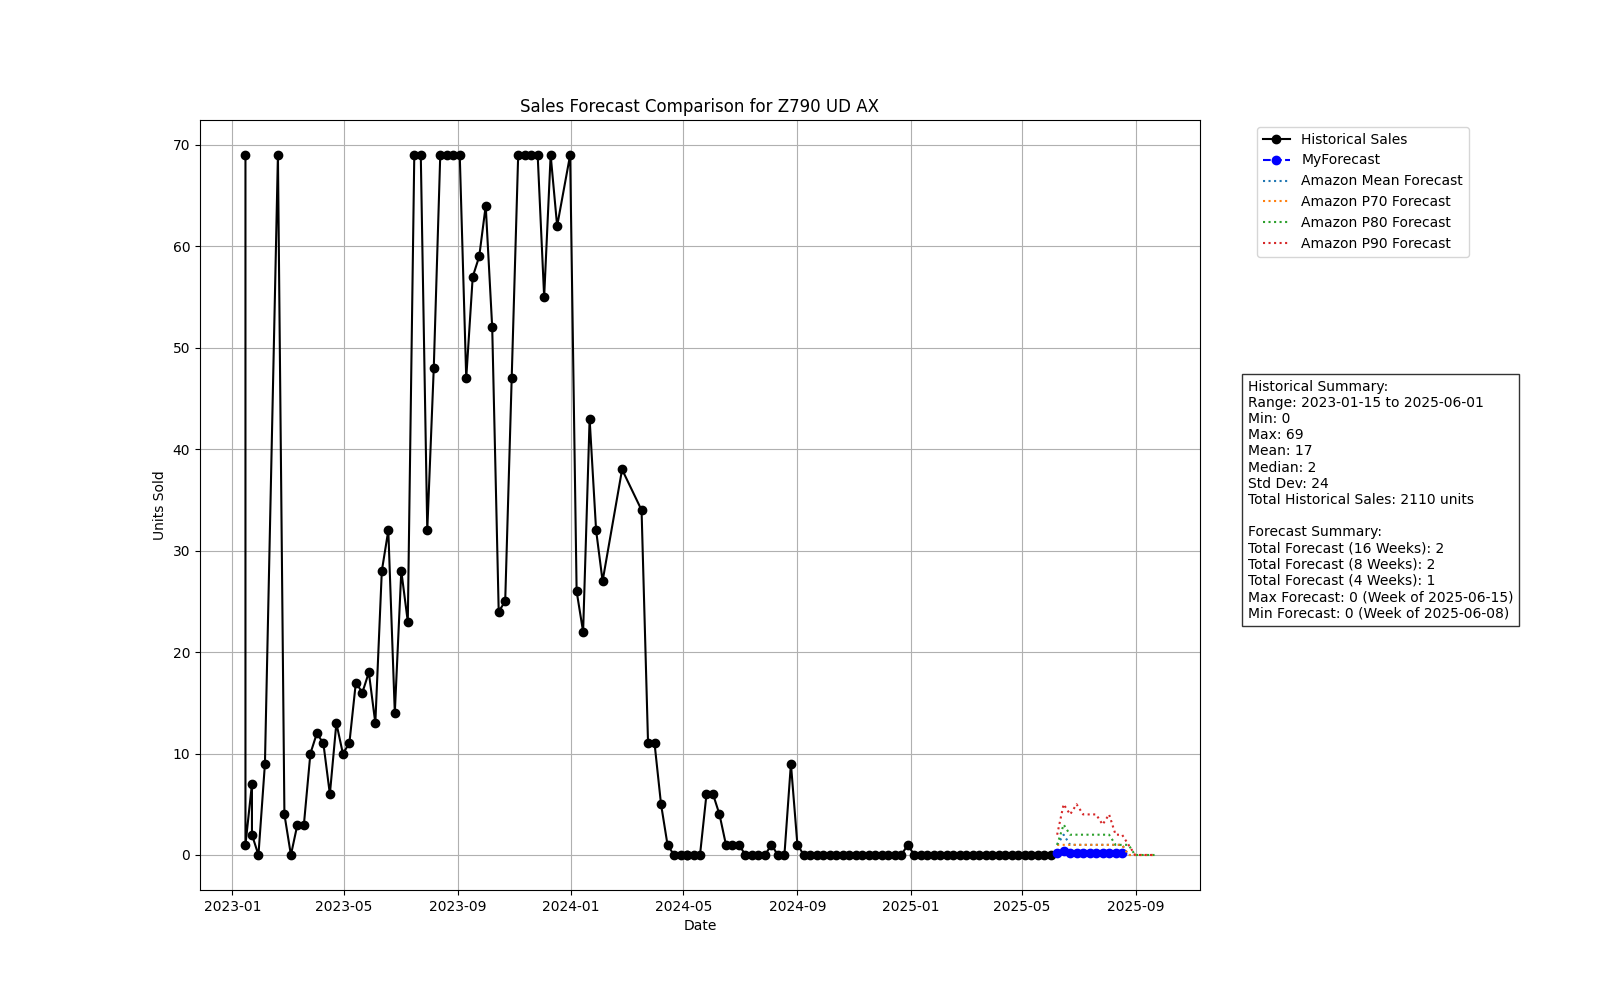 Sales Forecast Comparison for Z790 UD AX
70
60
50
40
30
20
10
0
Units Sold
2023-01
2023-05
2023-09
2024-01
2024-05
2024-09
2025-01
2025-05
2025-09
Date
Historical Sales
MyForecast
Amazon Mean Forecast
Amazon P70 Forecast
Amazon P80 Forecast
Amazon P90 Forecast
Historical Summary:
Range: 2023-01-15 to 2025-06-01
Min: 0
Max: 69
Mean: 17
Median: 2
Std Dev: 24
Total Historical Sales: 2110 units
Forecast Summary:
Total Forecast (16 Weeks): 2
Total Forecast (8 Weeks): 2
Total Forecast (4 Weeks): 1
Max Forecast: 0 (Week of 2025-06-15)
Min Forecast: 0 (Week of 2025-06-08)